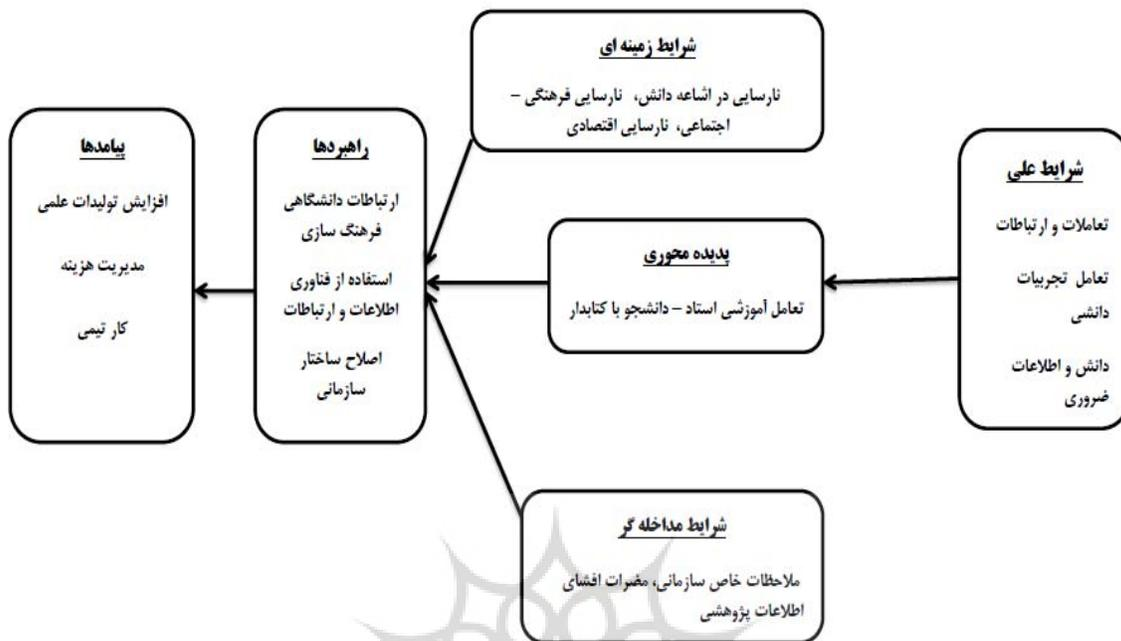 شرایط علی
تعاملات و ارتباطات
تعامل تجربیات
دانشی
دانش و اطلاعات
ضروری
شرایط زمینه ای
نارسایی در اشاعه دانش، نارسایی فرهنگی –
اجتماعی، نارسایی اقتصادی
پدیده محوری
تعامل آموزشی استاد – دانشجو با کتابدار
شرایط مداخله گر
ملاحظات خاص سازمانی، مضرات افشای
اطلاعات پژوهشی
راهبردها
ارتباطات دانشگاهی
فرهنگ سازی
استفاده از فناوری
اطلاعات و ارتباطات
اصلاح ساختار
سازمانی
پیامدها
افزایش تولیدات علمی
مدیریت هزینه
کار تیمی